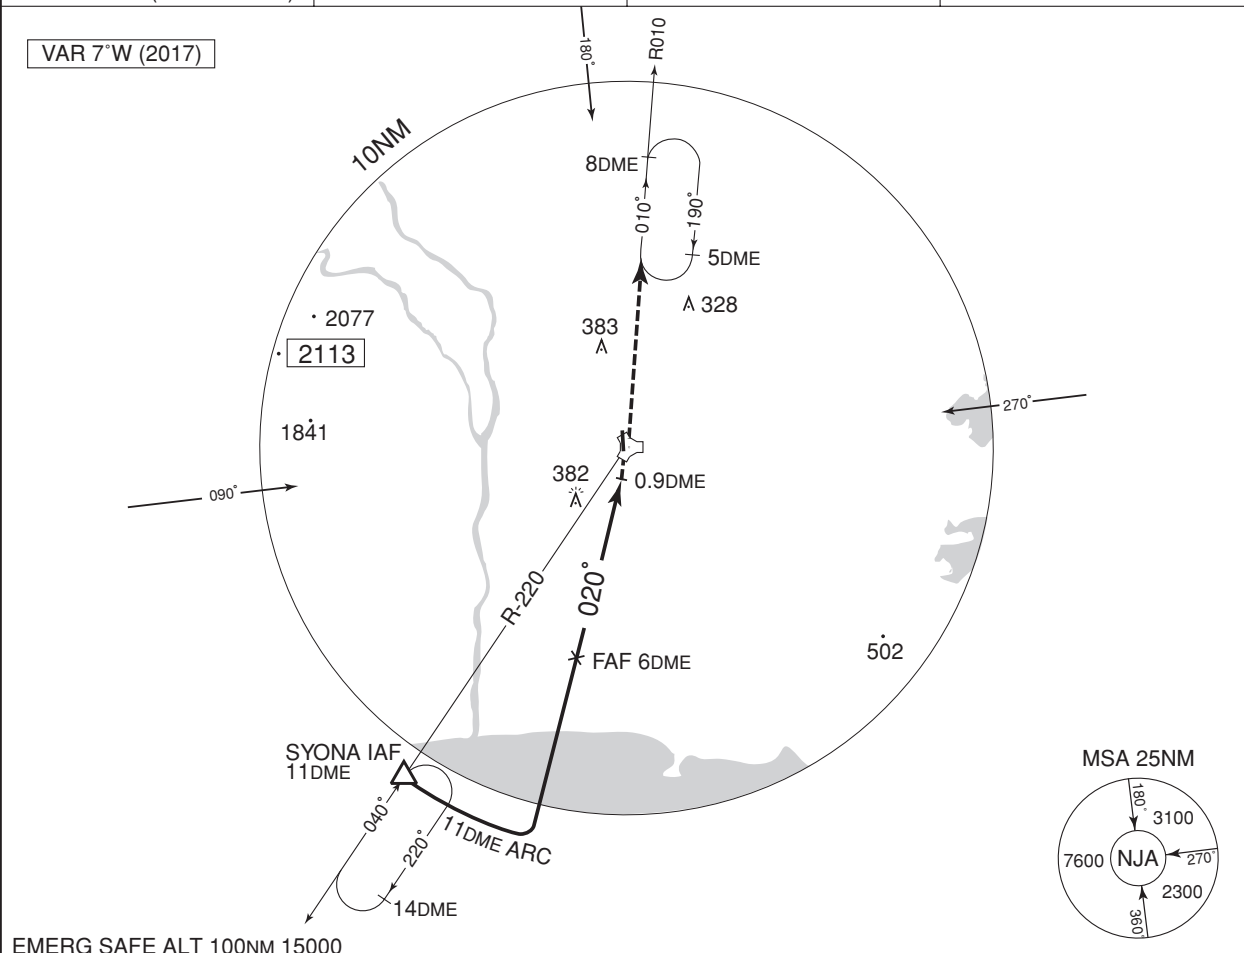 VAR 7°W (2017)
180°
R010
10NM
8DME
010°
190°
5DME
328
383
2077
2113
1841
270°
090°
382
0.9DME
R-220
020°
FAF 6DME
502
SYONA IAF
11DME
040°
220°
11DME ARC
14DME
MSA 25NM
180°
3100
7600
NJA
270°
2300
360°
EMERG SAFE ALT 100NM 15000